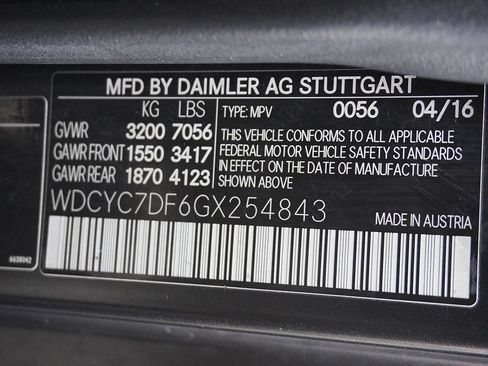 MFD BY DAIMLER AG STUTTGART
KG LBS
GVWR 3200 7056
GAWR FRONT 1550 3417
GAWR REAR 1870 4123
TYPE: MPV 0056 04/16
THIS VEHICLE CONFORMS TO ALL APPLICABLE
FEDERAL MOTOR VEHICLE SAFETY STANDARDS
IN EFFECT ON THE DATE OF MANUFACTURE
SHOWN ABOVE.
WDCYC7DF6GX254843
MADE IN AUSTRIA
6638042